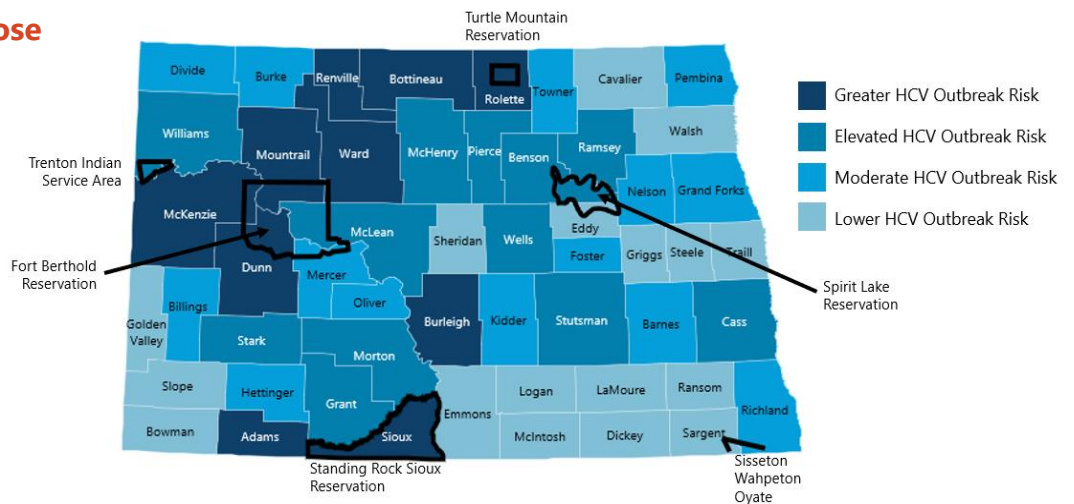 ose
Turtle Mountain
Reservation
Divide
Burke
Renville
Bottineau
Rolette
Towner
Cavalier
Pembina
Greater HCV Outbreak Risk
Williams
Mountrail
Ward
McHenry
Pierce
Benson
Ramsey
Walsh
Elevated HCV Outbreak Risk
Trenton Indian
Service Area
Nelson
Grand Forks
Moderate HCV Outbreak Risk
McKenzie
McLean
Sheridan
Wells
Eddy
Lower HCV Outbreak Risk
Fort Berthold
Reservation
Dunn
Mercer
Foster
Griggs
Steele
Traill
Spirit Lake
Reservation
Billings
Oliver
Golden
Valley
Burleigh
Kidder
Stutsman
Barnes
Cass
Stark
Morton
Slope
Hettinger
Grant
Emmons
Logan
LaMoure
Ransom
Richland
Bowman
Adams
Sioux
McIntosh
Dickey
Sargent
Standing Rock Sioux
Reservation
Sisseton
Wahpeton
Oyate